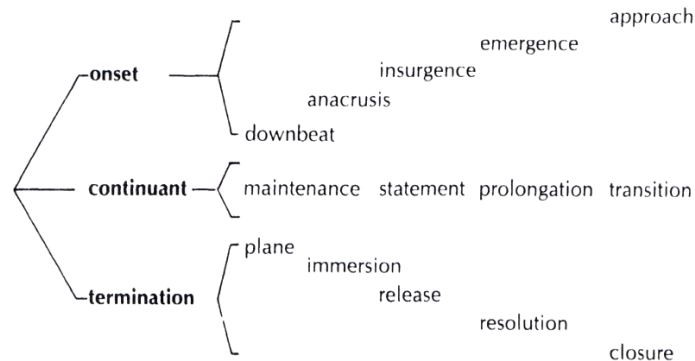 approach
emergence
insurgence
onset
anacrusis
downbeat
continuant maintenance statement prolongation transition
plane
immersion
termination release
resolution
closure